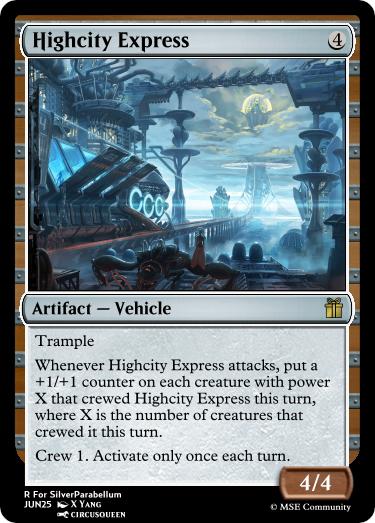 Highcity Express 4
CCC
Artifact — Vehicle
Trample
Whenever Highcity Express attacks, put a
+1/+1 counter on each creature with power
X that crewed Highcity Express this turn,
where X is the number of creatures that
crewed it this turn.
Crew 1. Activate only once each turn.
4/4
R For SilverParabellum
JUN25 X Yang © MSE Community
CIRCUSQUEEN